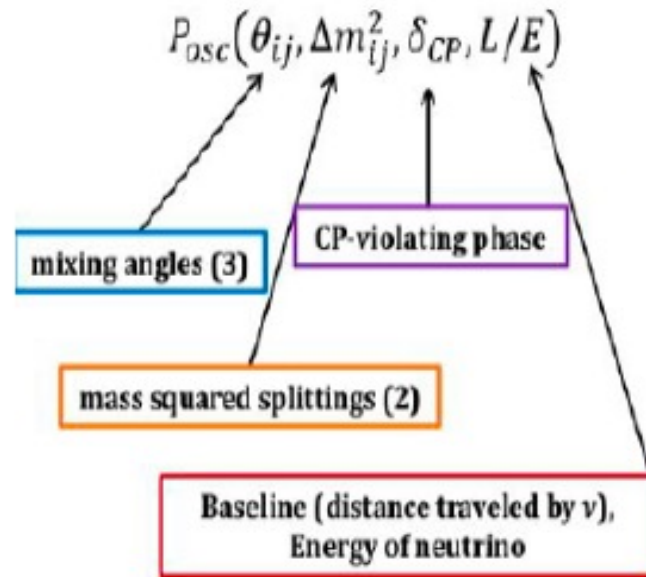 P_osc(θ_ij, Δm²_ij, δ_CP, L/E)
mixing angles (3)
CP-violating phase
mass squared splittings (2)
Baseline (distance traveled by ν),
Energy of neutrino